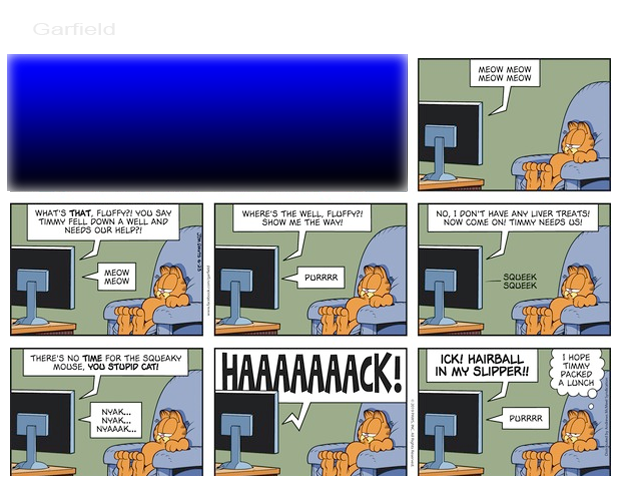 Garfield
MEOW MEOW
MEOW MEOW
WHAT'S THAT, FLUFFY?! YOU SAY
TIMMY FELL DOWN A WELL AND
NEEDS OUR HELP?!
MEOW
MEOW
WHERE'S THE WELL, FLUFFY?!
SHOW ME THE WAY!
PURRRR
NO, I DON'T HAVE ANY LIVER TREATS!
NOW COME ON! TIMMY NEEDS US!
SQUEEK
SQUEEK
THERE'S NO TIME FOR THE SQUEAKY
MOUSE, YOU STUPID CAT!
NYAK...
NYAK...
NYAAAK...
HAAAAAAACK!
ICK! HAIRBALL
IN MY SLIPPER!!
I HOPE
TIMMY
PACKED
A LUNCH
PURRRR